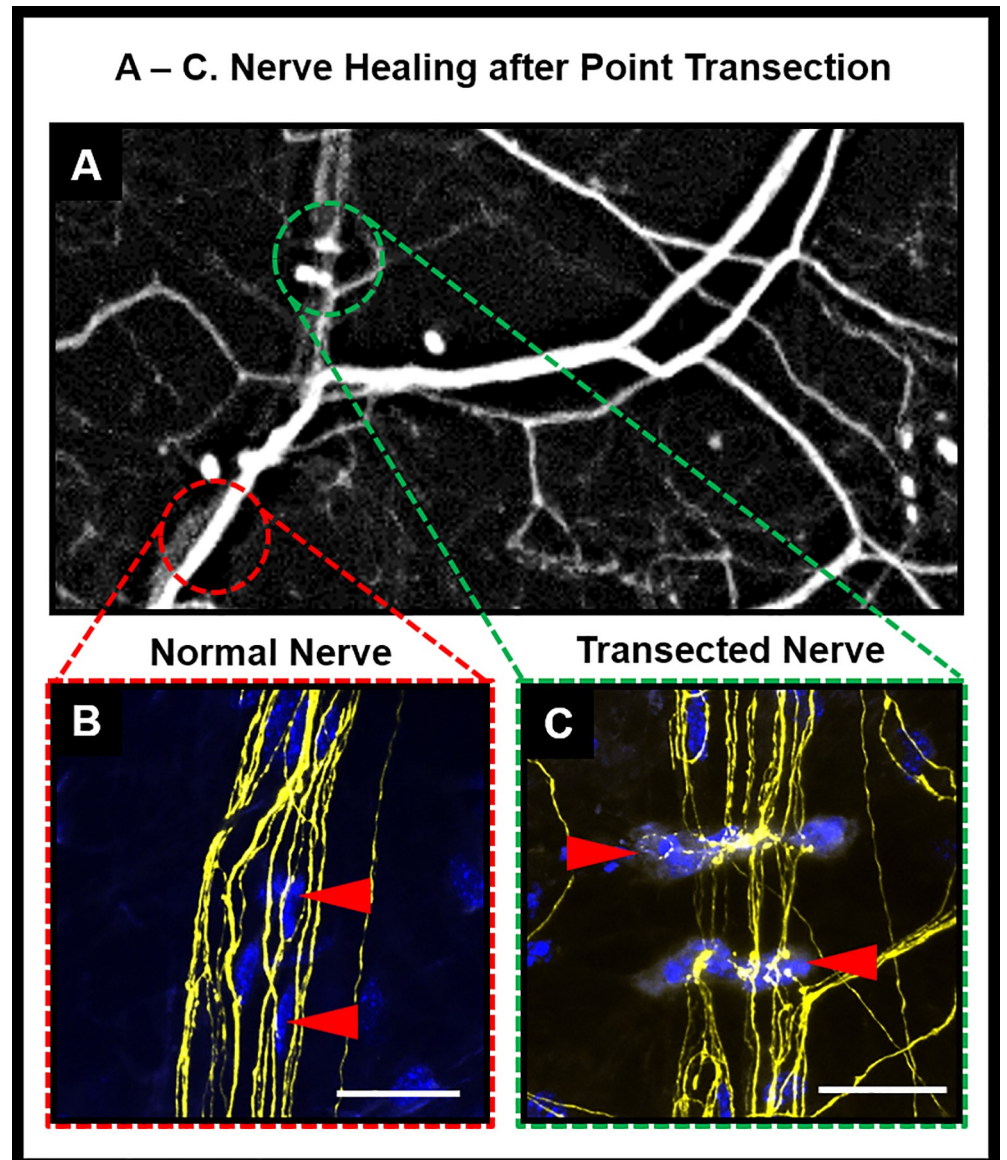 A – C. Nerve Healing after Point Transection
A
Normal Nerve
Transected Nerve
B
C